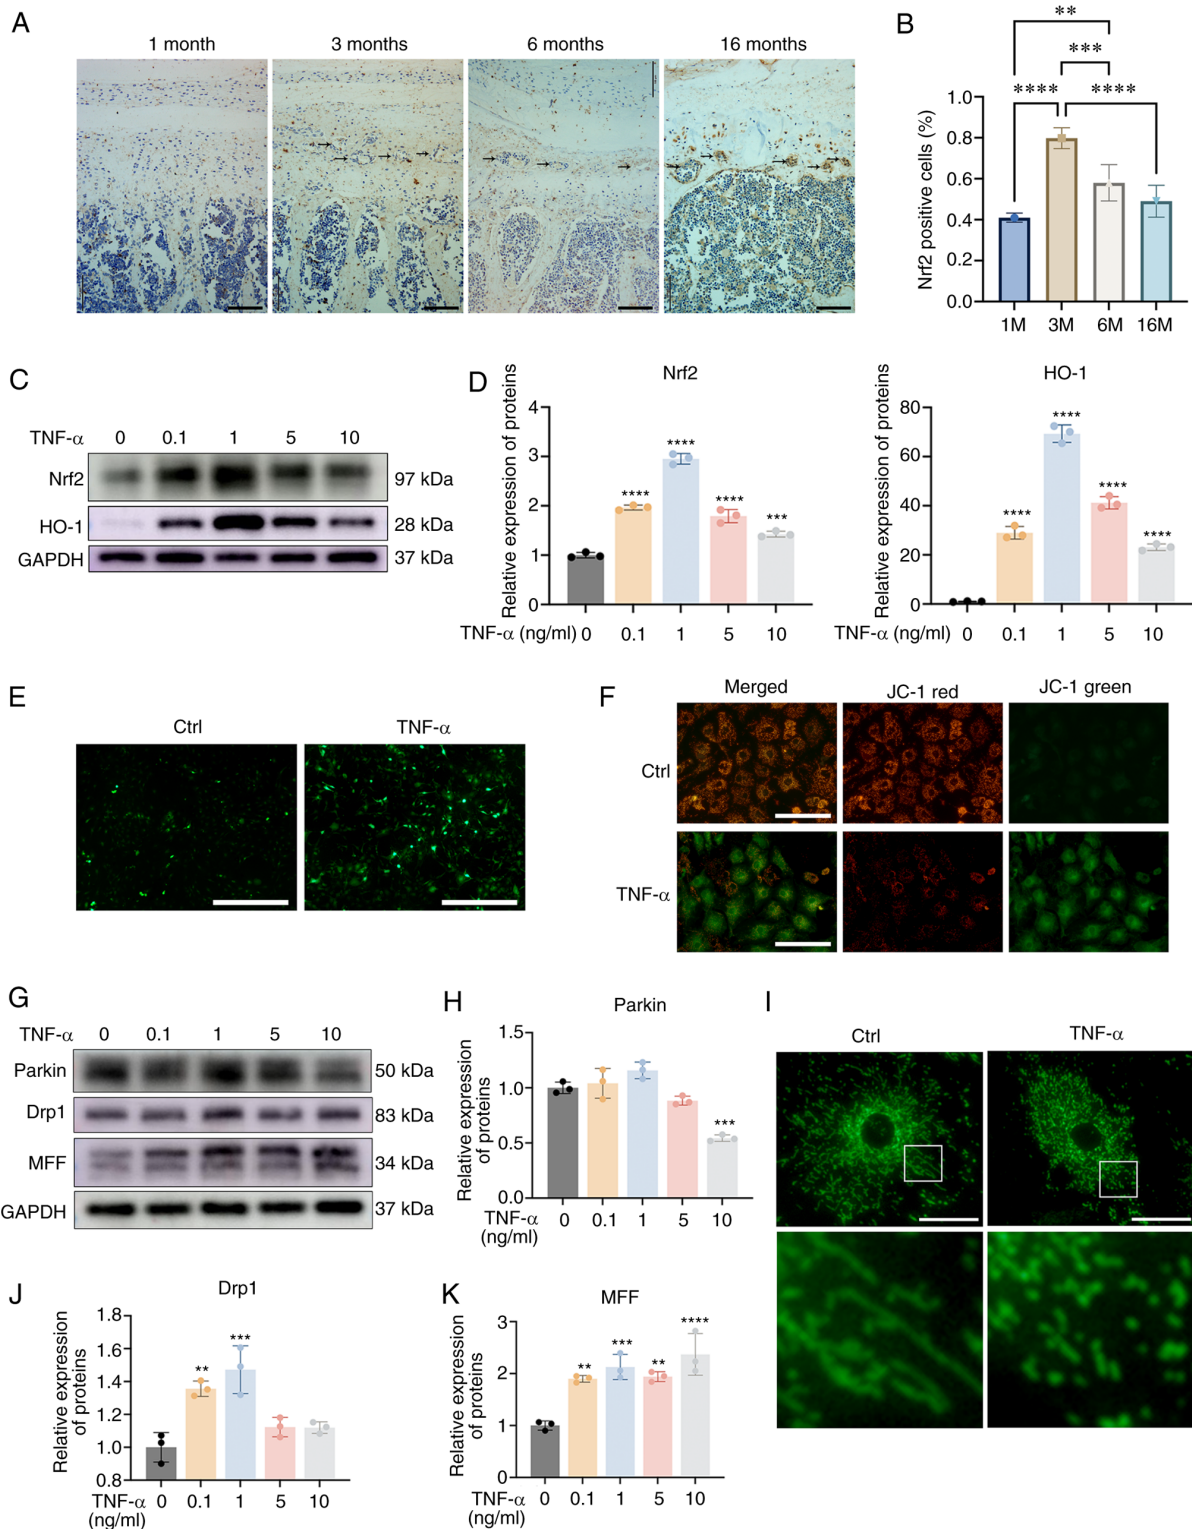 A
1 month 3 months 6 months 16 months
B
**
***
**** ****
Nrf2 positive cells (%)
1.0
0.8
0.6
0.4
0.2
0.0
1M 3M 6M 16M
C
TNF-α 0 0.1 1 5 10
Nrf2 97 kDa
HO-1 28 kDa
GAPDH 37 kDa
D
Nrf2
Relative expression of proteins
4
3
2
1
0
**** **** **** ***
TNF-α (ng/ml) 0 0.1 1 5 10
HO-1
Relative expression of proteins
80
60
40
20
0
**** **** **** ****
TNF-α (ng/ml) 0 0.1 1 5 10
E
Ctrl TNF-α
F
Merged JC-1 red JC-1 green
Ctrl
TNF-α
G
TNF-α 0 0.1 1 5 10
Parkin 50 kDa
Drp1 83 kDa
MFF 34 kDa
GAPDH 37 kDa
H
Parkin
Relative expression
of proteins
1.5
1.0
0.5
0.0
***
TNF-α 0 0.1 1 5 10
(ng/ml)
I
Ctrl TNF-α
J
Drp1
Relative expression
of proteins
1.8
1.6
1.4
1.2
1.0
0.8
** ***
TNF-α 0 0.1 1 5 10
(ng/ml)
K
MFF
Relative expression
of proteins
3
2
1
0
** *** ** ****
TNF-α 0 0.1 1 5 10
(ng/ml)